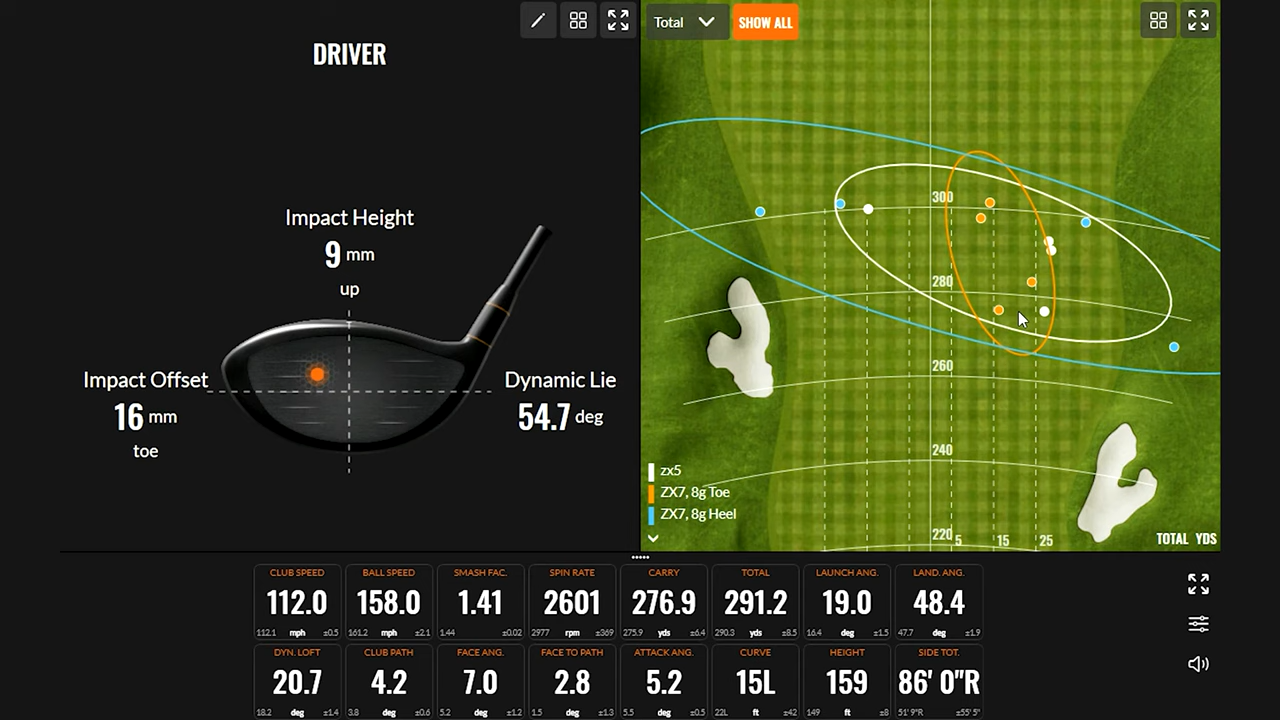 DRIVER
Impact Height
9 mm
up
Impact Offset
16 mm
toe
Dynamic Lie
54.7 deg
Total
SHOW ALL
300
280
260
240
220 5 15 25
zx5
ZX7, 8g Toe
ZX7, 8g Heel
TOTAL YDS
CLUB SPEED
112.0
112.1 mph ±0.5
BALL SPEED
158.0
161.2 mph ±2.1
SMASH FAC.
1.41
1.44 ±0.02
SPIN RATE
2601
2977 rpm ±369
CARRY
276.9
275.9 yds ±6.4
TOTAL
291.2
290.3 yds ±8.5
LAUNCH ANG.
19.0
16.4 deg ±1.5
LAND. ANG.
48.4
47.7 deg ±1.9
DYN. LOFT
20.7
18.2 deg ±1.4
CLUB PATH
4.2
3.8 deg ±0.6
FACE ANG.
7.0
5.2 deg ±1.2
FACE TO PATH
2.8
1.5 deg ±1.3
ATTACK ANG.
5.2
5.5 deg ±0.5
CURVE
15L
22L ft ±42
HEIGHT
159
149 ft ±8
SIDE TOT.
86' 0"R
51' 9"R ±55' 5"